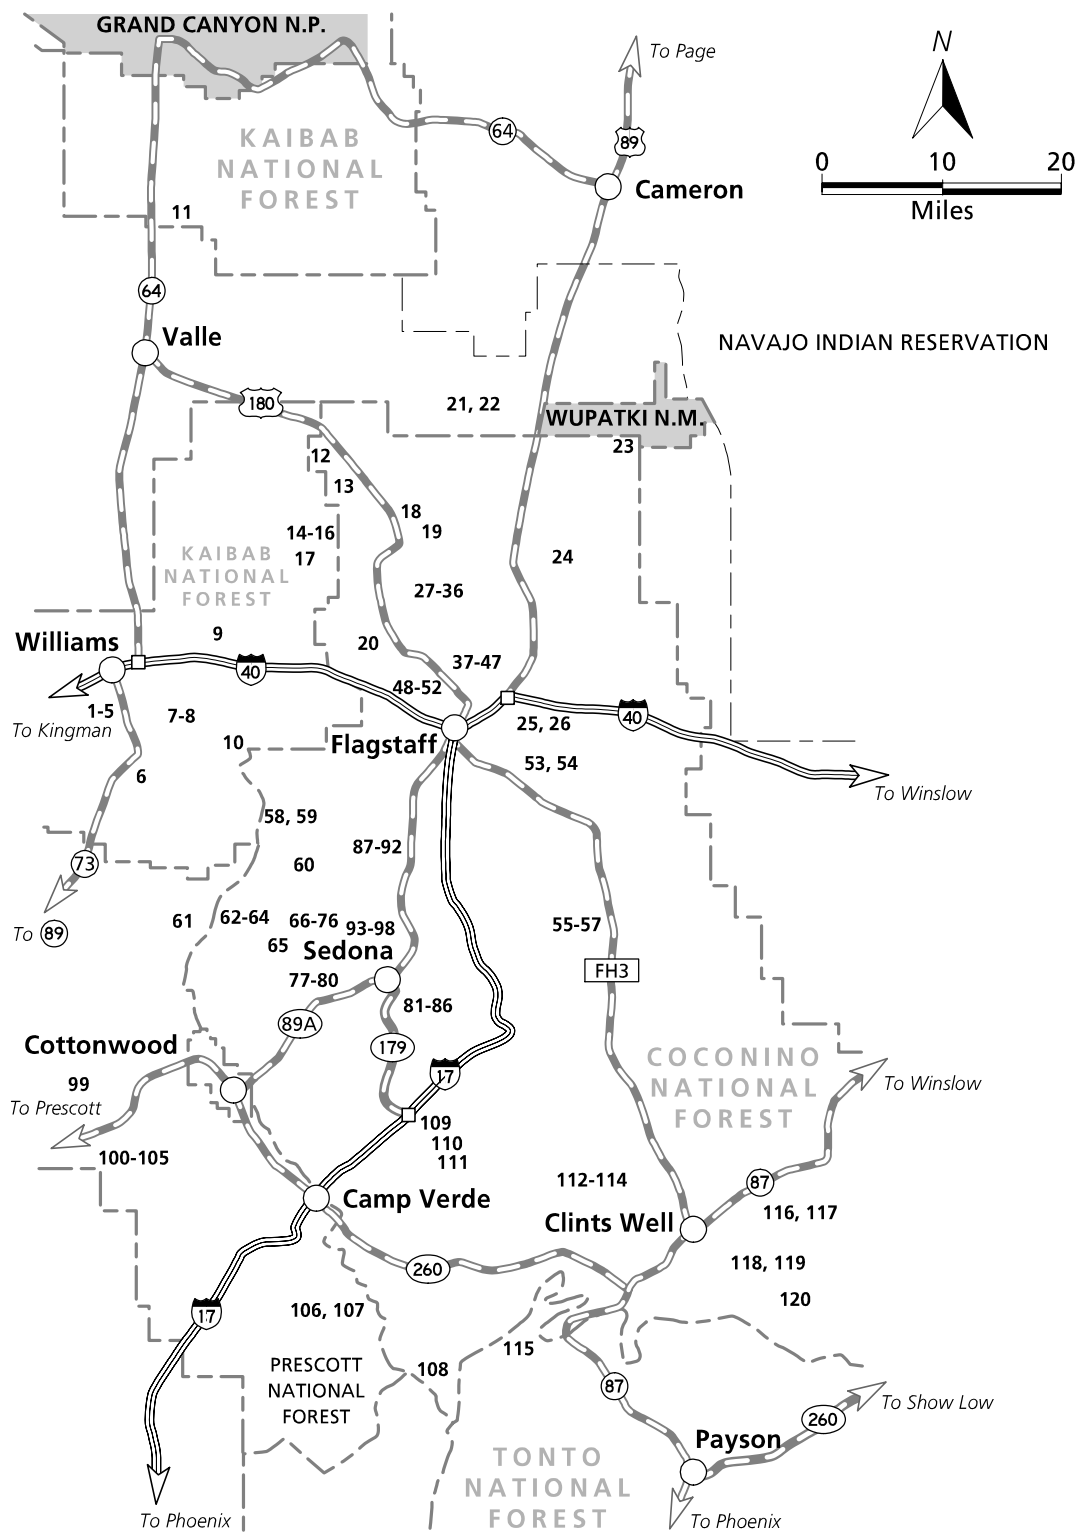 GRAND CANYON N.P.
To Page
N
KAIBAB
NATIONAL
FOREST
64
89
0 10 20
Miles
Cameron
11
64
Valle
NAVAJO INDIAN RESERVATION
180
21, 22
WUPATKI N.M.
23
12
13
18
19
14-16
17
24
KAIBAB
NATIONAL
FOREST
27-36
Williams
9
20
40
37-47
48-52
To Kingman
1-5
7-8
25, 26
40
Flagstaff
10
6
53, 54
To Winslow
58, 59
87-92
60
73
To 89
61
62-64
66-76
93-98
65
55-57
Sedona
77-80
FH3
81-86
89A
179
Cottonwood
17
COCONINO
NATIONAL
FOREST
99
To Prescott
To Winslow
109
110
111
100-105
112-114
87
Camp Verde
116, 117
Clints Well
260
118, 119
17
106, 107
120
115
PRESCOTT
NATIONAL
FOREST
108
87
To Show Low
260
Payson
TONTO
NATIONAL
FOREST
To Phoenix
To Phoenix